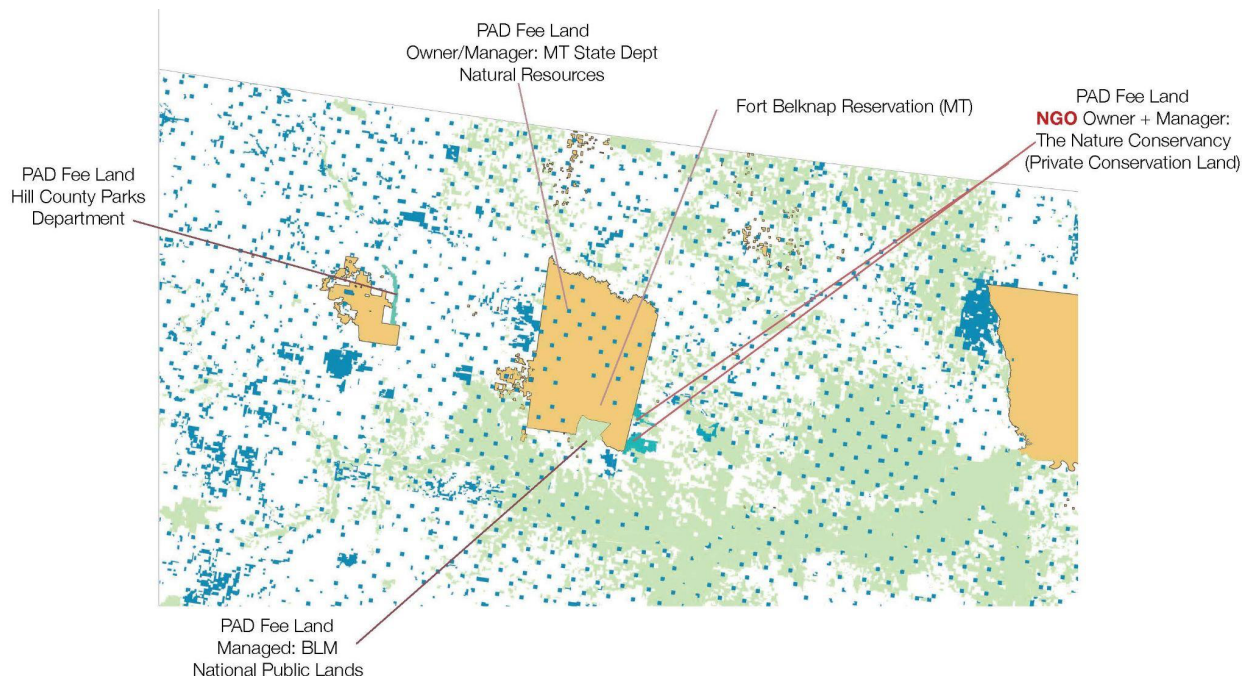 PAD Fee Land
Owner/Manager: MT State Dept
Natural Resources
Fort Belknap Reservation (MT)
PAD Fee Land
NGO Owner + Manager:
The Nature Conservancy
(Private Conservation Land)
PAD Fee Land
Hill County Parks
Department
PAD Fee Land
Managed: BLM
National Public Lands